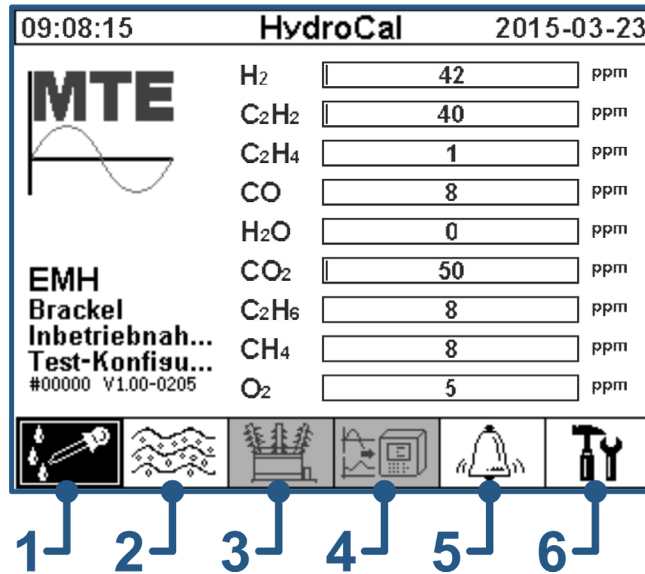 09:08:15 HydroCal 2015-03-23
MTE
H2 42 ppm
C2H2 40 ppm
C2H4 1 ppm
CO 8 ppm
H2O 0 ppm
CO2 50 ppm
C2H6 8 ppm
CH4 8 ppm
O2 5 ppm
EMH
Brackel
Inbetriebnah...
Test-Konfigu...
#00000 V1.00-0205
1 2 3 4 5 6